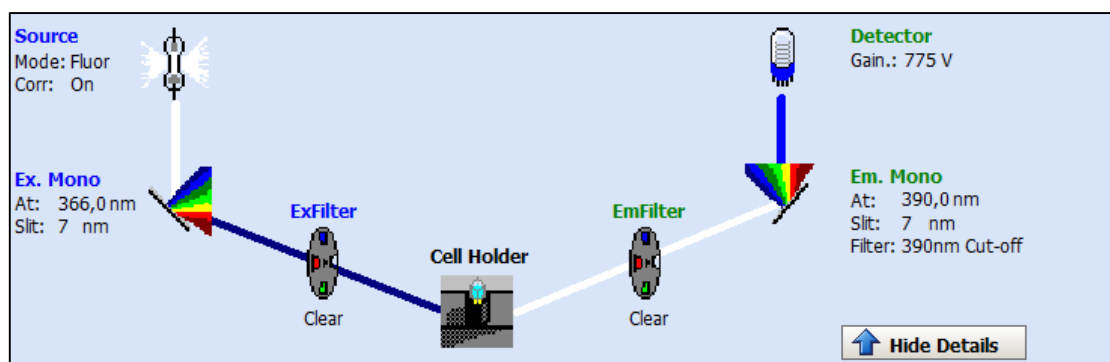 Source
Mode: Fluor
Corr: On
Detector
Gain.: 775 V
Ex. Mono
At: 366,0 nm
Slit: 7 nm
ExFilter
Clear
Cell Holder
EmFilter
Clear
Em. Mono
At: 390,0 nm
Slit: 7 nm
Filter: 390nm Cut-off
Hide Details